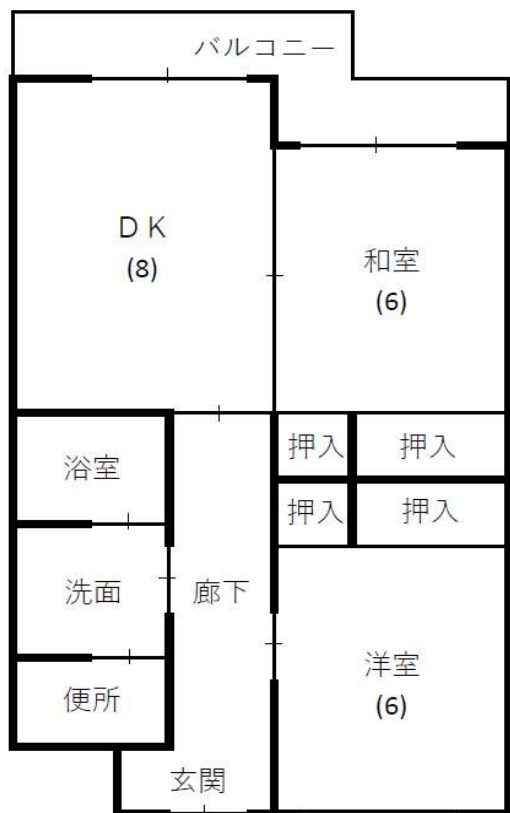 バルコニー
ＤＫ
(8)
和室
(6)
浴室
押入
押入
押入
押入
洗面
廊下
洋室
(6)
便所
玄関